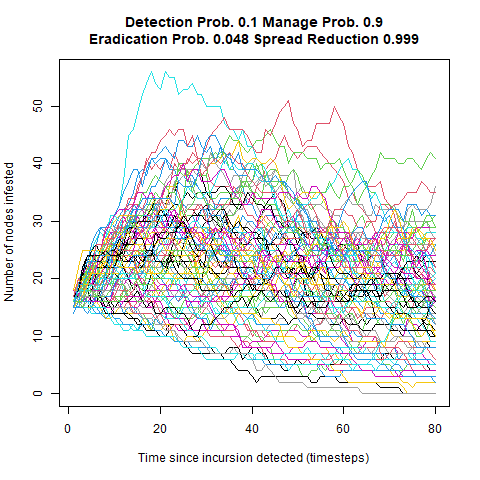 Detection Prob. 0.1 Manage Prob. 0.9
Eradication Prob. 0.048 Spread Reduction 0.999
Number of nodes infested
50
40
30
20
10
0
0 20 40 60 80
Time since incursion detected (timesteps)